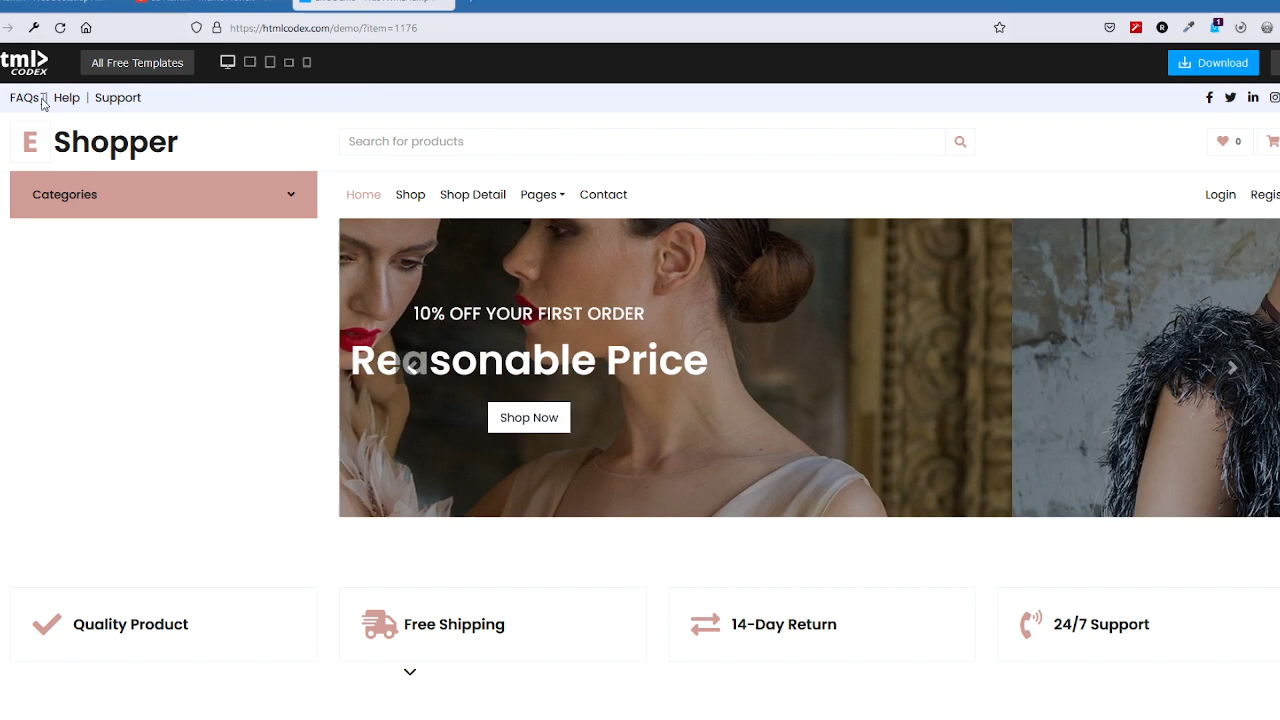 https://htmlcodex.com/demo/?item=1176
1
tml>
CODEX
All Free Templates
Download
FAQs | Help | Support
E Shopper
Search for products
0
Categories
Home Shop Shop Detail Pages Contact
Login Regis
10% OFF YOUR FIRST ORDER
Reasonable Price
Shop Now
Quality Product
Free Shipping
14-Day Return
24/7 Support